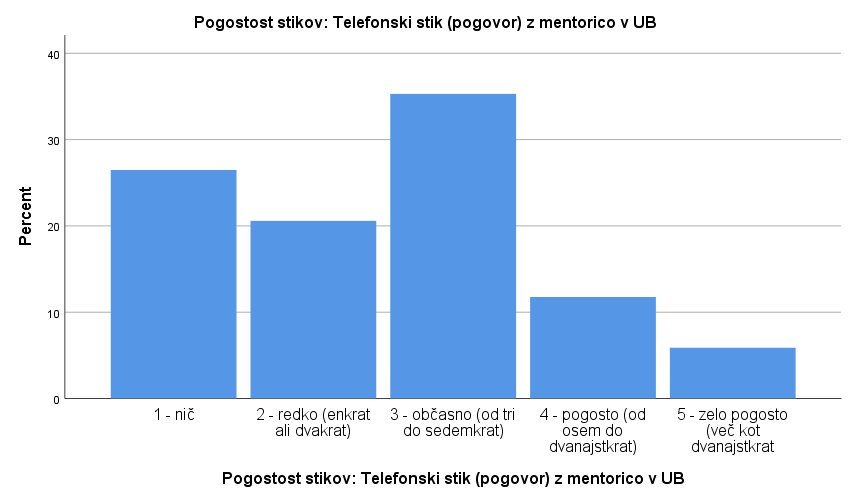 Pogostost stikov: Telefonski stik (pogovor) z mentorico v UB
40
30
20
10
0
Percent
1 - nič
2 - redko (enkrat
ali dvakrat)
3 - občasno (od tri
do sedemkrat)
4 - pogosto (od
osem do
dvanajstkrat)
5 - zelo pogosto
(več kot
dvanajstkrat
Pogostost stikov: Telefonski stik (pogovor) z mentorico v UB